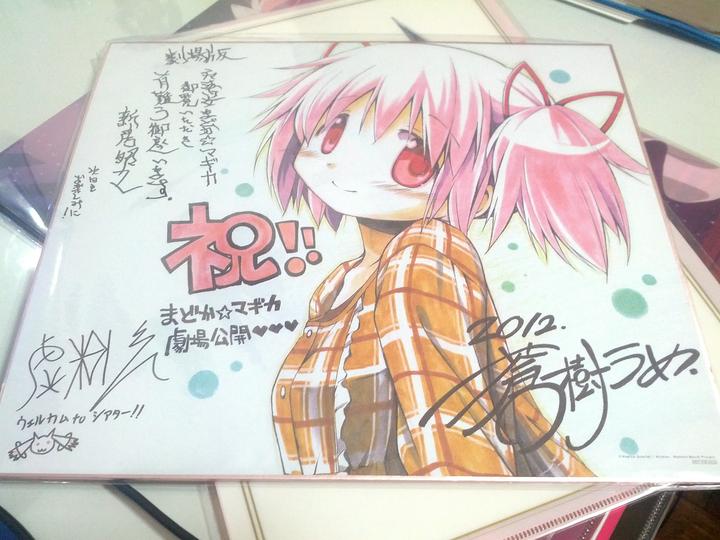 劇場版
魔法少女まどか☆マギカ
御覧いただき
有難う御座います。
新房昭之
次回も
お楽しみに!
祝!!
まどか☆マギカ
劇場公開♥♥♥
虚淵玄
ウェルカム to シアター!!
2012.
蒼樹うめ